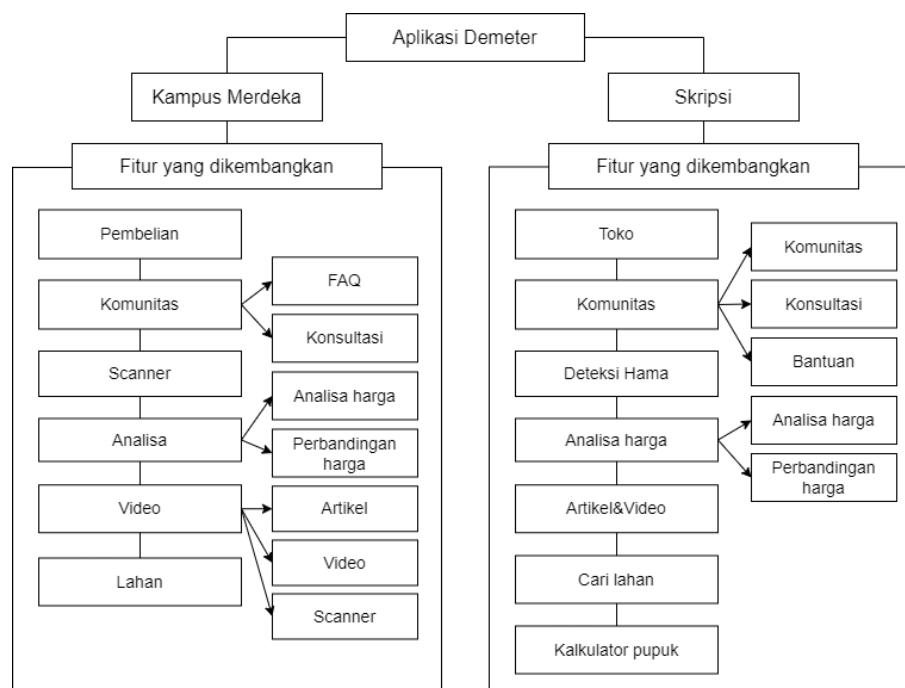 Aplikasi Demeter
Kampus Merdeka
Skripsi
Fitur yang dikembangkan
Fitur yang dikembangkan
Pembelian
Komunitas
FAQ
Konsultasi
Scanner
Analisa
Analisa harga
Perbandingan
harga
Video
Artikel
Video
Scanner
Lahan
Toko
Komunitas
Komunitas
Konsultasi
Bantuan
Deteksi Hama
Analisa harga
Analisa harga
Perbandingan
harga
Artikel&Video
Cari lahan
Kalkulator pupuk